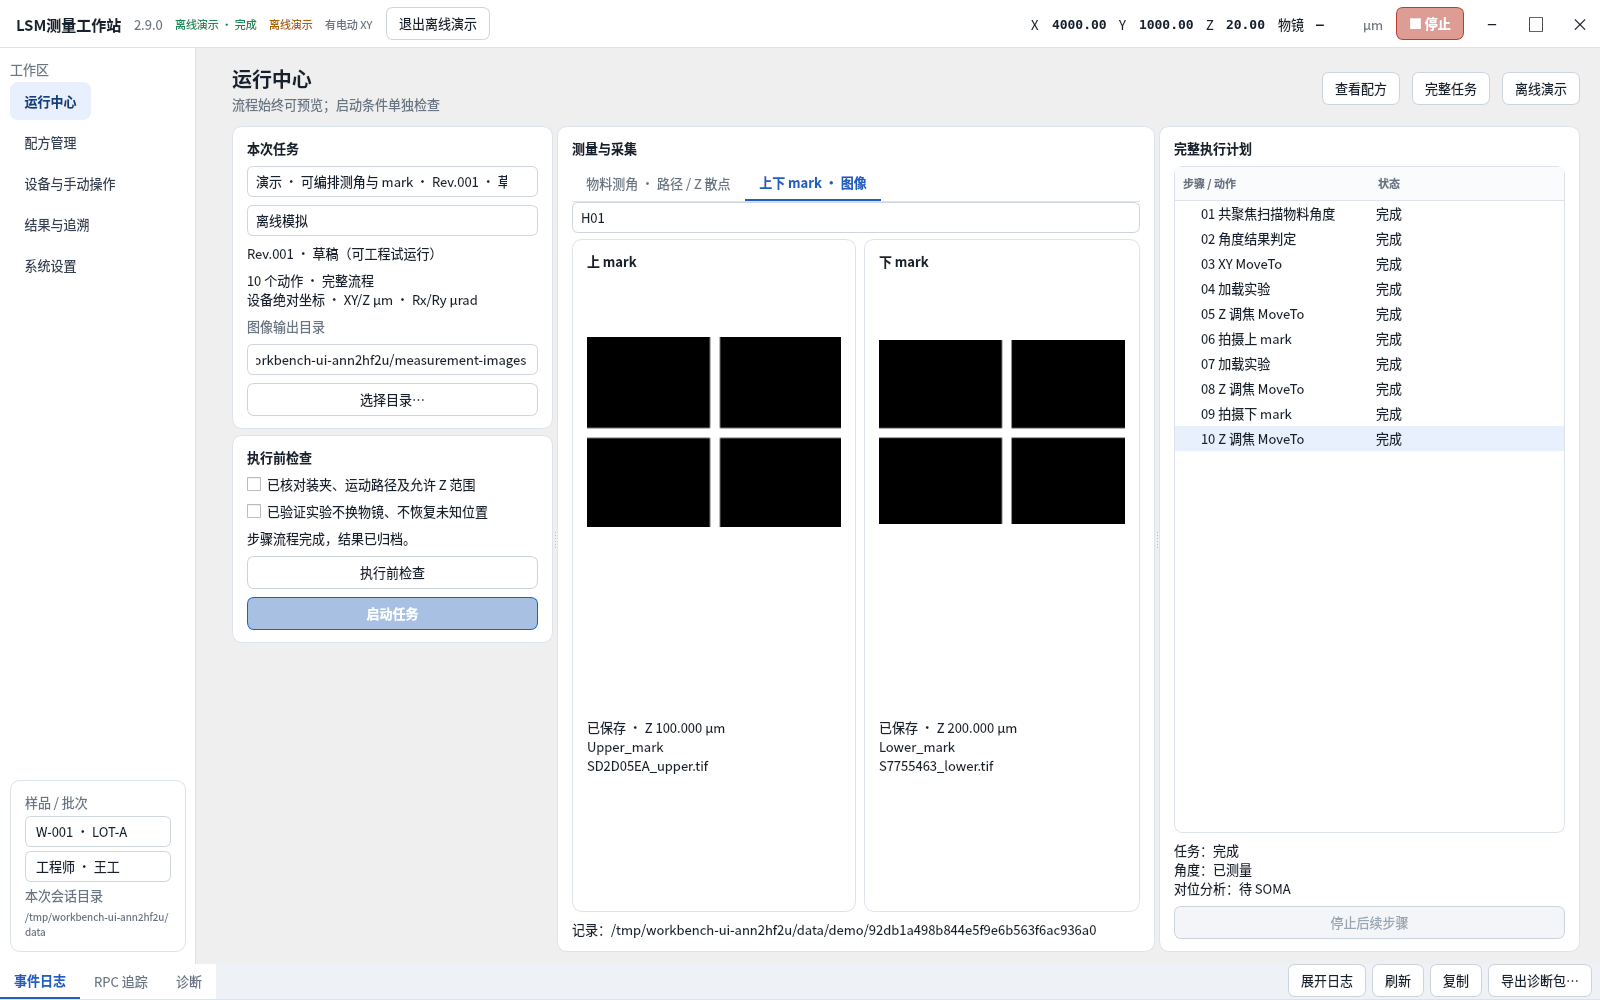 LSM测量工作站 2.9.0 离线演示 · 完成 离线演示 有电动 XY 退出离线演示 X 4000.00 Y 1000.00 Z 20.00 物镜 – μm 停止
工作区
运行中心
配方管理
设备与手动操作
结果与追溯
系统设置
样品 / 批次
W-001 · LOT-A
工程师 · 王工
本次会话目录
/tmp/workbench-ui-ann2hf2u/
data
运行中心
流程始终可预览；启动条件单独检查
查看配方 完整任务 离线演示
本次任务
演示 · 可编排测角与 mark · Rev.001 ·
离线模拟
Rev.001 · 草稿（可工程试运行）
10 个动作 · 完整流程
设备绝对坐标 · XY/Z μm · Rx/Ry μrad
图像输出目录
orkbench-ui-ann2hf2u/measurement-images
选择目录…
执行前检查
已核对装夹、运动路径及允许 Z 范围
已验证实验不换物镜、不恢复未知位置
步骤流程完成，结果已归档。
执行前检查
启动任务
测量与采集
物料测角 · 路径 / Z 散点 上下 mark · 图像
H01
上 mark
已保存 · Z 100.000 μm
Upper_mark
SD2D05EA_upper.tif
下 mark
已保存 · Z 200.000 μm
Lower_mark
S7755463_lower.tif
记录：/tmp/workbench-ui-ann2hf2u/data/demo/92db1a498b844e5f9e6b563f6ac936a0
完整执行计划
步骤 / 动作 状态
01 共聚焦扫描物料角度 完成
02 角度结果判定 完成
03 XY MoveTo 完成
04 加载实验 完成
05 Z 调焦 MoveTo 完成
06 拍摄上 mark 完成
07 加载实验 完成
08 Z 调焦 MoveTo 完成
09 拍摄下 mark 完成
10 Z 调焦 MoveTo 完成
任务：完成
角度：已测量
对位分析：待 SOMA
停止后续步骤
事件日志 RPC 追踪 诊断 展开日志 刷新 复制 导出诊断包…